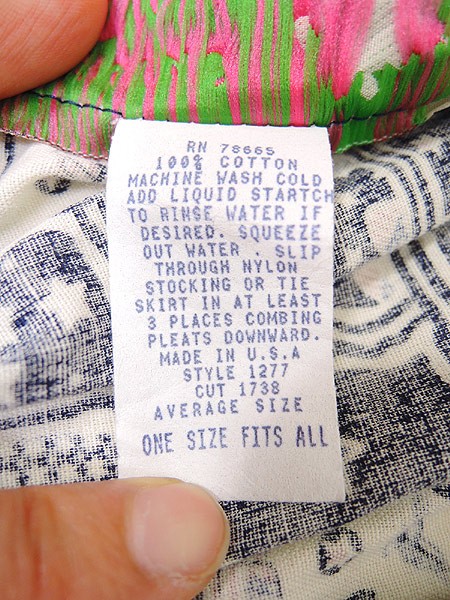 RN 78665
100% COTTON
MACHINE WASH COLD
ADD LIQUID STARTCH
TO RINSE WATER IF
DESIRED. SQUEEZE
OUT WATER . SLIP
THROUGH NYLON
STOCKING OR TIE
SKIRT IN AT LEAST
3 PLACES COMBING
PLEATS DOWNWARD.
MADE IN U.S.A
STYLE 1277
CUT 1738
AVERAGE SIZE
ONE SIZE FITS ALL